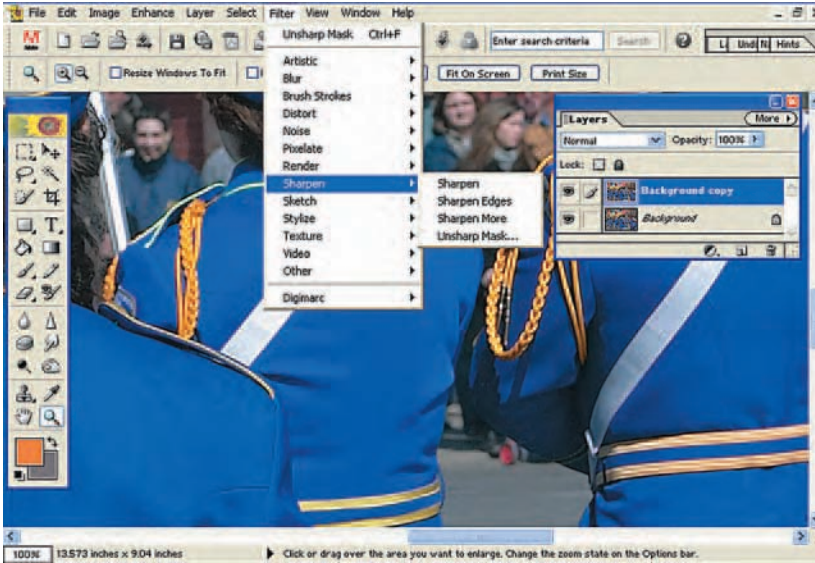 File Edit Image Enhance Layer Select Filter View Window Help
Enter search criteria Search Und Hints
Resize Windows To Fit Fit On Screen Print Size
Unsharp Mask Ctrl+F
Artistic
Blur
Brush Strokes
Distort
Noise
Pixelate
Render
Sharpen
Sketch
Stylize
Texture
Video
Other
Digimarc
Sharpen
Sharpen Edges
Sharpen More
Unsharp Mask...
Layers More
Normal Opacity: 100%
Lock:
Background copy
Background
100% 13.573 inches x 9.04 inches Click or drag over the area you want to enlarge. Change the zoom state on the Options bar.